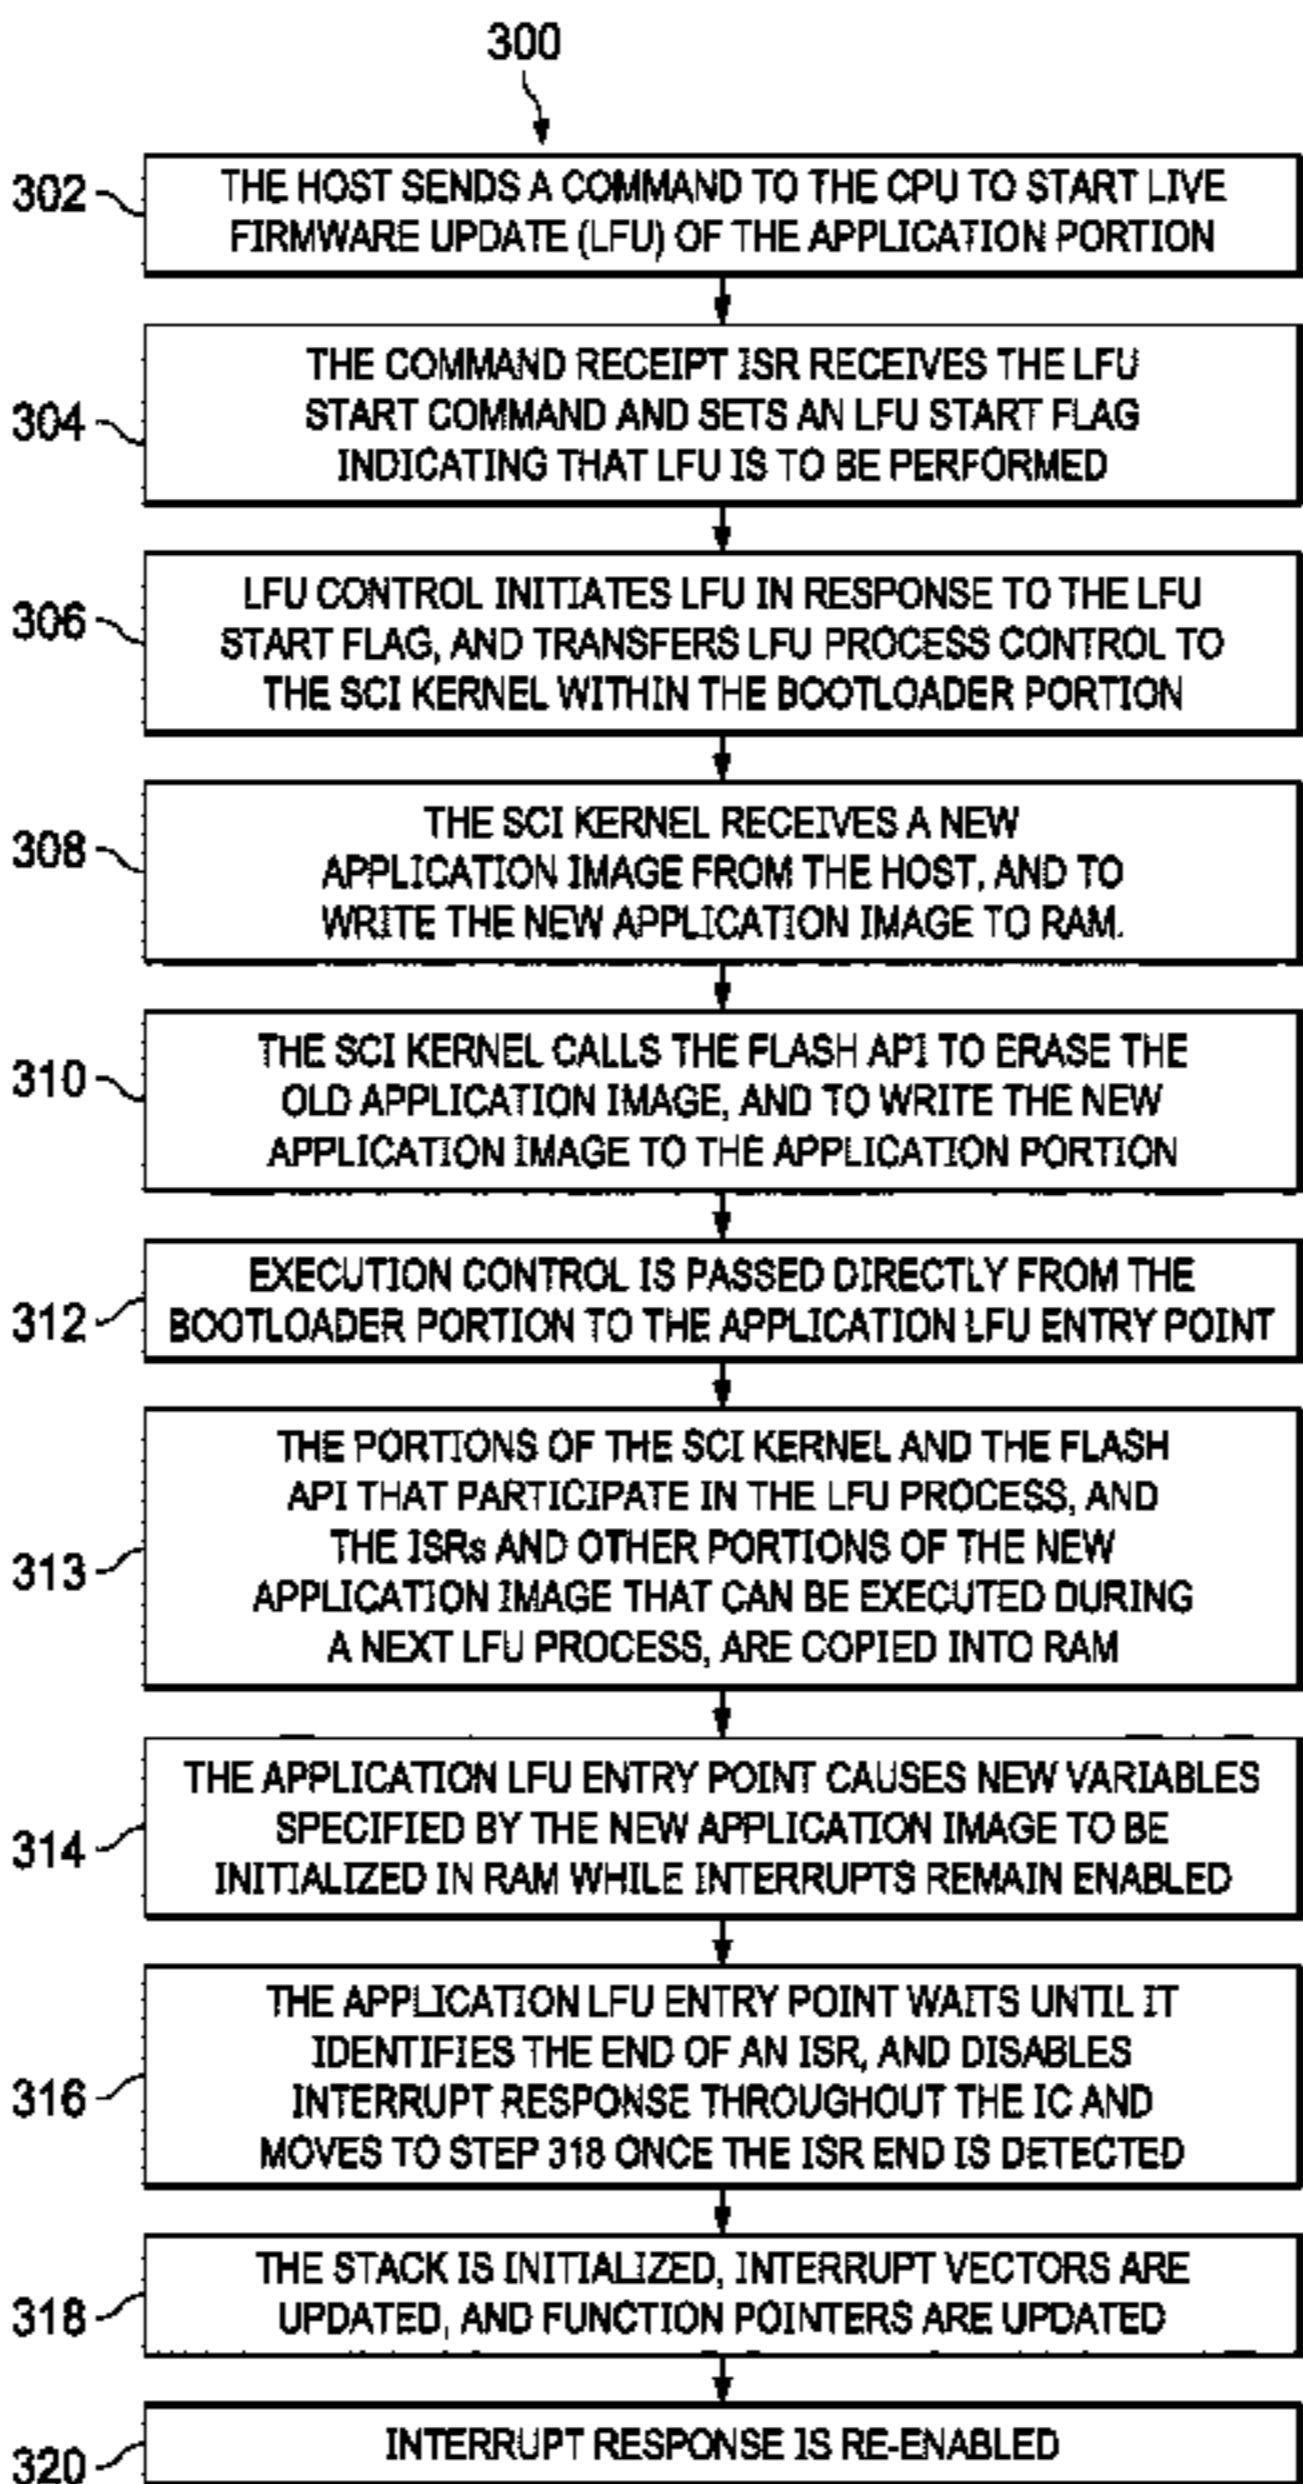 300
302
THE HOST SENDS A COMMAND TO THE CPU TO START LIVE
FIRMWARE UPDATE (LFU) OF THE APPLICATION PORTION
304
THE COMMAND RECEIPT ISR RECEIVES THE LFU
START COMMAND AND SETS AN LFU START FLAG
INDICATING THAT LFU IS TO BE PERFORMED
306
LFU CONTROL INITIATES LFU IN RESPONSE TO THE LFU
START FLAG, AND TRANSFERS LFU PROCESS CONTROL TO
THE SCI KERNEL WITHIN THE BOOTLOADER PORTION
308
THE SCI KERNEL RECEIVES A NEW
APPLICATION IMAGE FROM THE HOST, AND TO
WRITE THE NEW APPLICATION IMAGE TO RAM.
310
THE SCI KERNEL CALLS THE FLASH API TO ERASE THE
OLD APPLICATION IMAGE, AND TO WRITE THE NEW
APPLICATION IMAGE TO THE APPLICATION PORTION
312
EXECUTION CONTROL IS PASSED DIRECTLY FROM THE
BOOTLOADER PORTION TO THE APPLICATION LFU ENTRY POINT
313
THE PORTIONS OF THE SCI KERNEL AND THE FLASH
API THAT PARTICIPATE IN THE LFU PROCESS, AND
THE ISRs AND OTHER PORTIONS OF THE NEW
APPLICATION IMAGE THAT CAN BE EXECUTED DURING
A NEXT LFU PROCESS, ARE COPIED INTO RAM
314
THE APPLICATION LFU ENTRY POINT CAUSES NEW VARIABLES
SPECIFIED BY THE NEW APPLICATION IMAGE TO BE
INITIALIZED IN RAM WHILE INTERRUPTS REMAIN ENABLED
316
THE APPLICATION LFU ENTRY POINT WAITS UNTIL IT
IDENTIFIES THE END OF AN ISR, AND DISABLES
INTERRUPT RESPONSE THROUGHOUT THE IC AND
MOVES TO STEP 318 ONCE THE ISR END IS DETECTED
318
THE STACK IS INITIALIZED, INTERRUPT VECTORS ARE
UPDATED, AND FUNCTION POINTERS ARE UPDATED
320
INTERRUPT RESPONSE IS RE-ENABLED